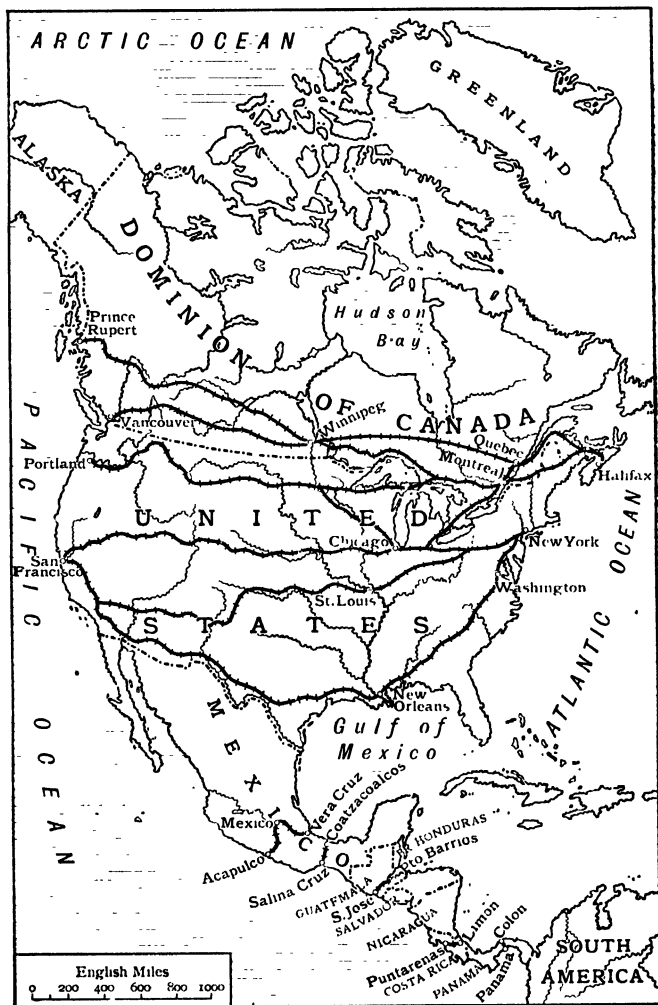 ARCTIC OCEAN
GREENLAND
ALASKA
DOMINION
OF
CANADA
Hudson
Bay
Prince
Rupert
Winnipeg
Vancouver
Quebec
Montreal
Portland
Halifax
PACIFIC
OCEAN
UNITED
STATES
Chicago
New York
San
Francisco
Washington
St. Louis
ATLANTIC OCEAN
New
Orleans
Gulf of
Mexico
MEXICO
Vera Cruz
Coatzacoalcos
Mexico
Acapulco
Salina Cruz
HONDURAS
Pto Barrios
GUATEMALA
S. José
SALVADOR
NICARAGUA
Limon
Colon
Puntarenas
COSTA RICA
PANAMA
Panama
SOUTH
AMERICA
English Miles
0 200 400 600 800 1000